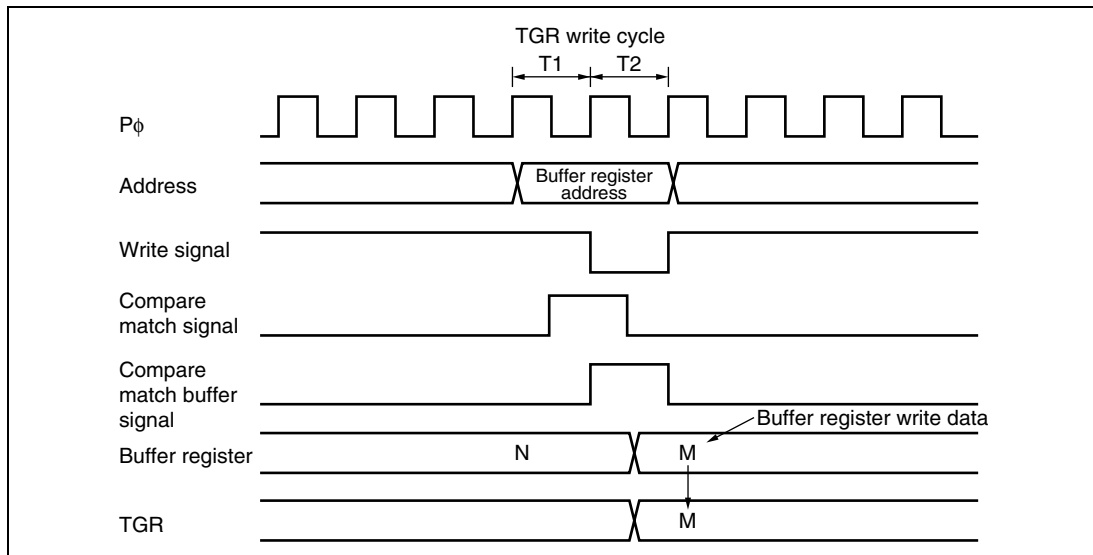 TGR write cycle
T1 T2
Pϕ
Address
Buffer register
address
Write signal
Compare
match signal
Compare
match buffer
signal
Buffer register write data
Buffer register
N M
TGR
M